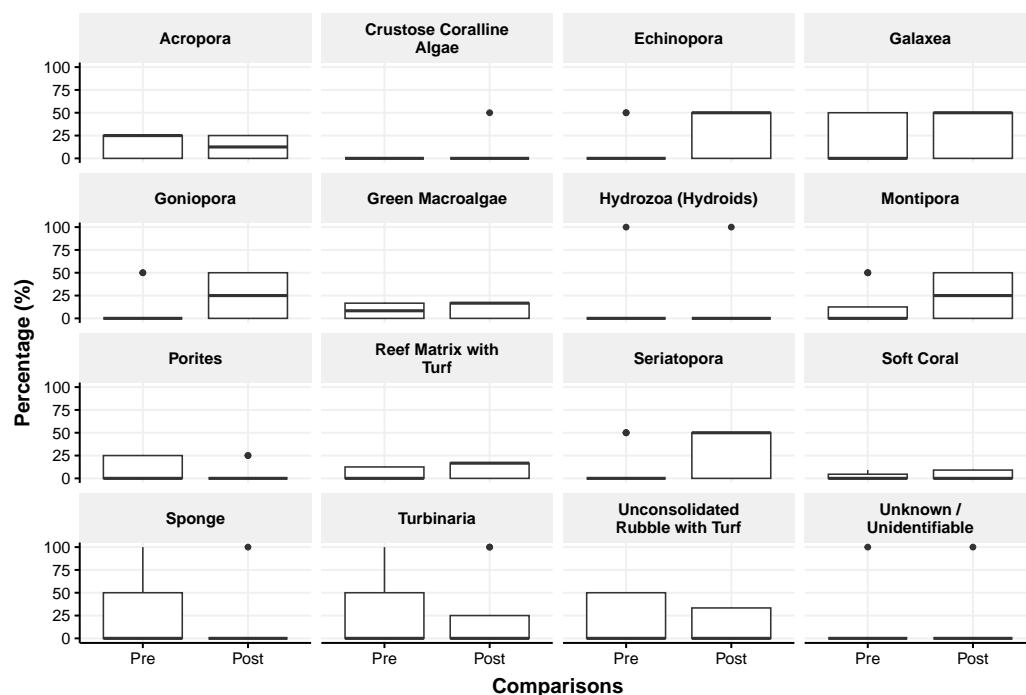 Acropora
Crustose Coralline
Algae
Echinopora
Galaxea
100
75
50
25
0
Goniopora
Green Macroalgae
Hydrozoa (Hydroids)
Montipora
100
75
50
25
0
Porites
Reef Matrix with
Turf
Seriatopora
Soft Coral
100
75
50
25
0
Sponge
Turbinaria
Unconsolidated
Rubble with Turf
Unknown /
Unidentifiable
100
75
50
25
0
Pre Post Pre Post Pre Post Pre Post
Percentage (%)
Comparisons